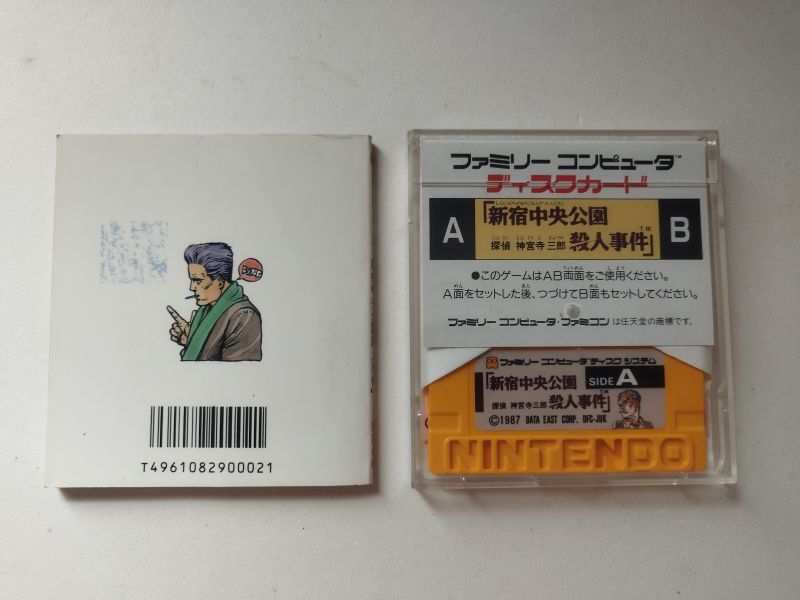 BANG
T4961082900021
ファミリー コンピュータ™
ディスクカード
A
「新宿中央公園
探偵 神宮寺三郎 殺人事件」
T.M.
B
●このゲームはAB両面をご使用ください。
A面をセットした後、つづけてB面もセットしてください。
ファミリー コンピュータ・ファミコン は任天堂の商標です。
ファミリー コンピュータ ディスク システム
「新宿中央公園
探偵 神宮寺三郎 殺人事件」
SIDE A
©1987 DATA EAST CORP. DFC-JUK
NINTENDO